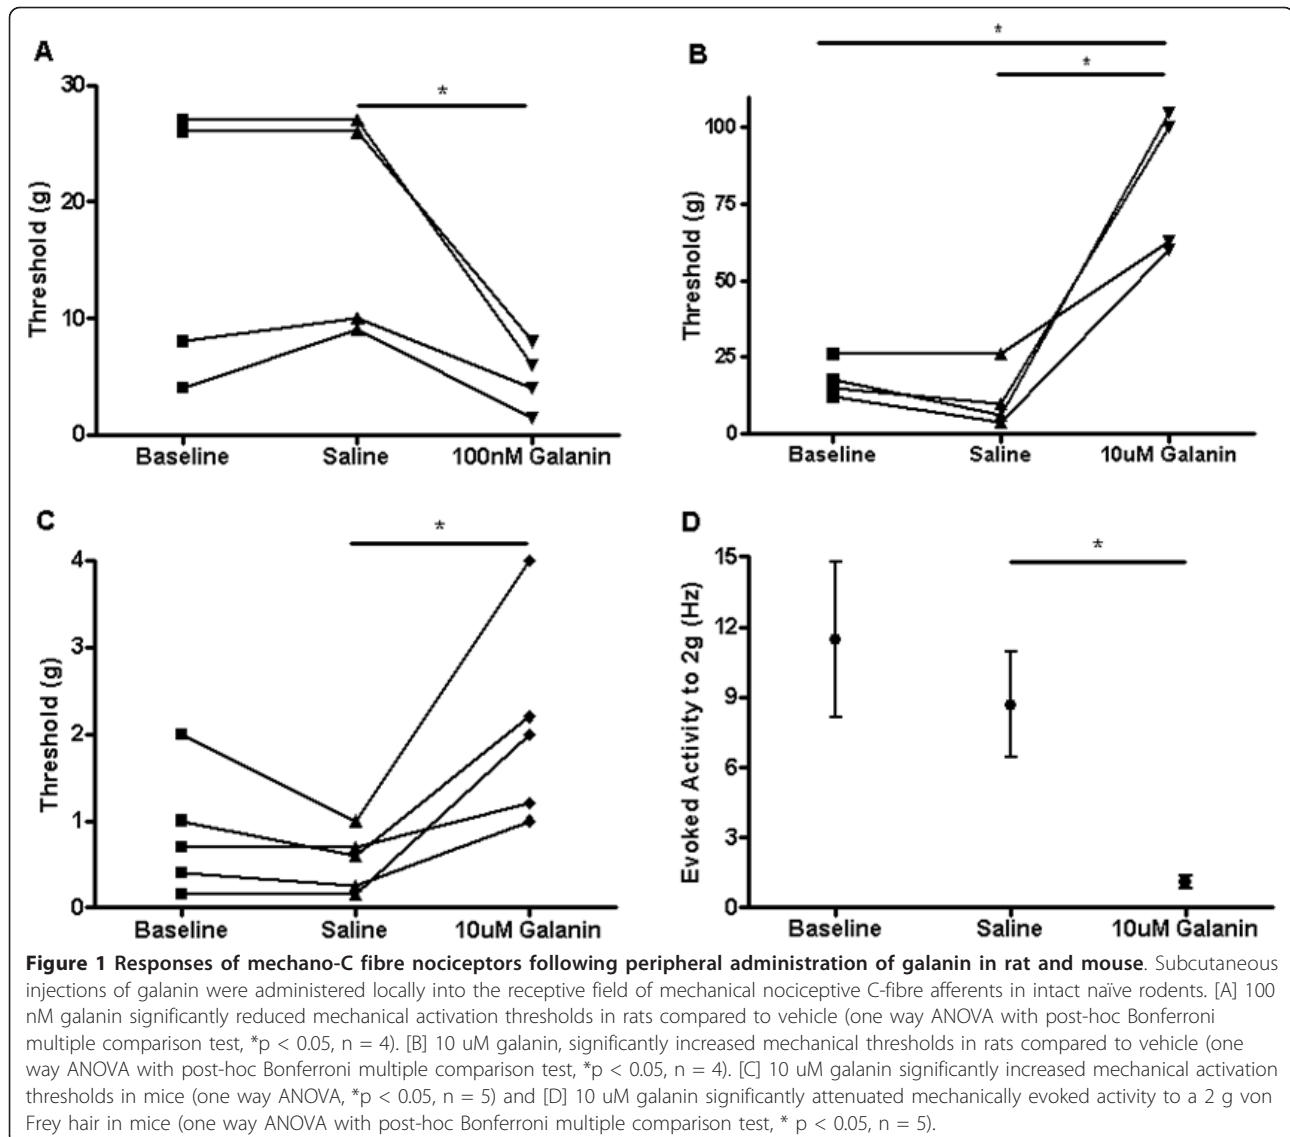 A
*
30
20
10
0
Threshold (g)
Baseline Saline 100nM Galanin
B
*
*
100
75
50
25
0
Threshold (g)
Baseline Saline 10uM Galanin
C
*
4
3
2
1
0
Threshold (g)
Baseline Saline 10uM Galanin
D
*
15
12
9
6
3
0
Evoked Activity to 2g (Hz)
Baseline Saline 10uM Galanin
Figure 1 Responses of mechano-C fibre nociceptors following peripheral administration of galanin in rat and mouse. Subcutaneous
injections of galanin were administered locally into the receptive field of mechanical nociceptive C-fibre afferents in intact naïve rodents. [A] 100
nM galanin significantly reduced mechanical activation thresholds in rats compared to vehicle (one way ANOVA with post-hoc Bonferroni
multiple comparison test, *p < 0.05, n = 4). [B] 10 uM galanin, significantly increased mechanical thresholds in rats compared to vehicle (one
way ANOVA with post-hoc Bonferroni multiple comparison test, *p < 0.05, n = 4). [C] 10 uM galanin significantly increased mechanical activation
thresholds in mice (one way ANOVA, *p < 0.05, n = 5) and [D] 10 uM galanin significantly attenuated mechanically evoked activity to a 2 g von
Frey hair in mice (one way ANOVA with post-hoc Bonferroni multiple comparison test, * p < 0.05, n = 5).